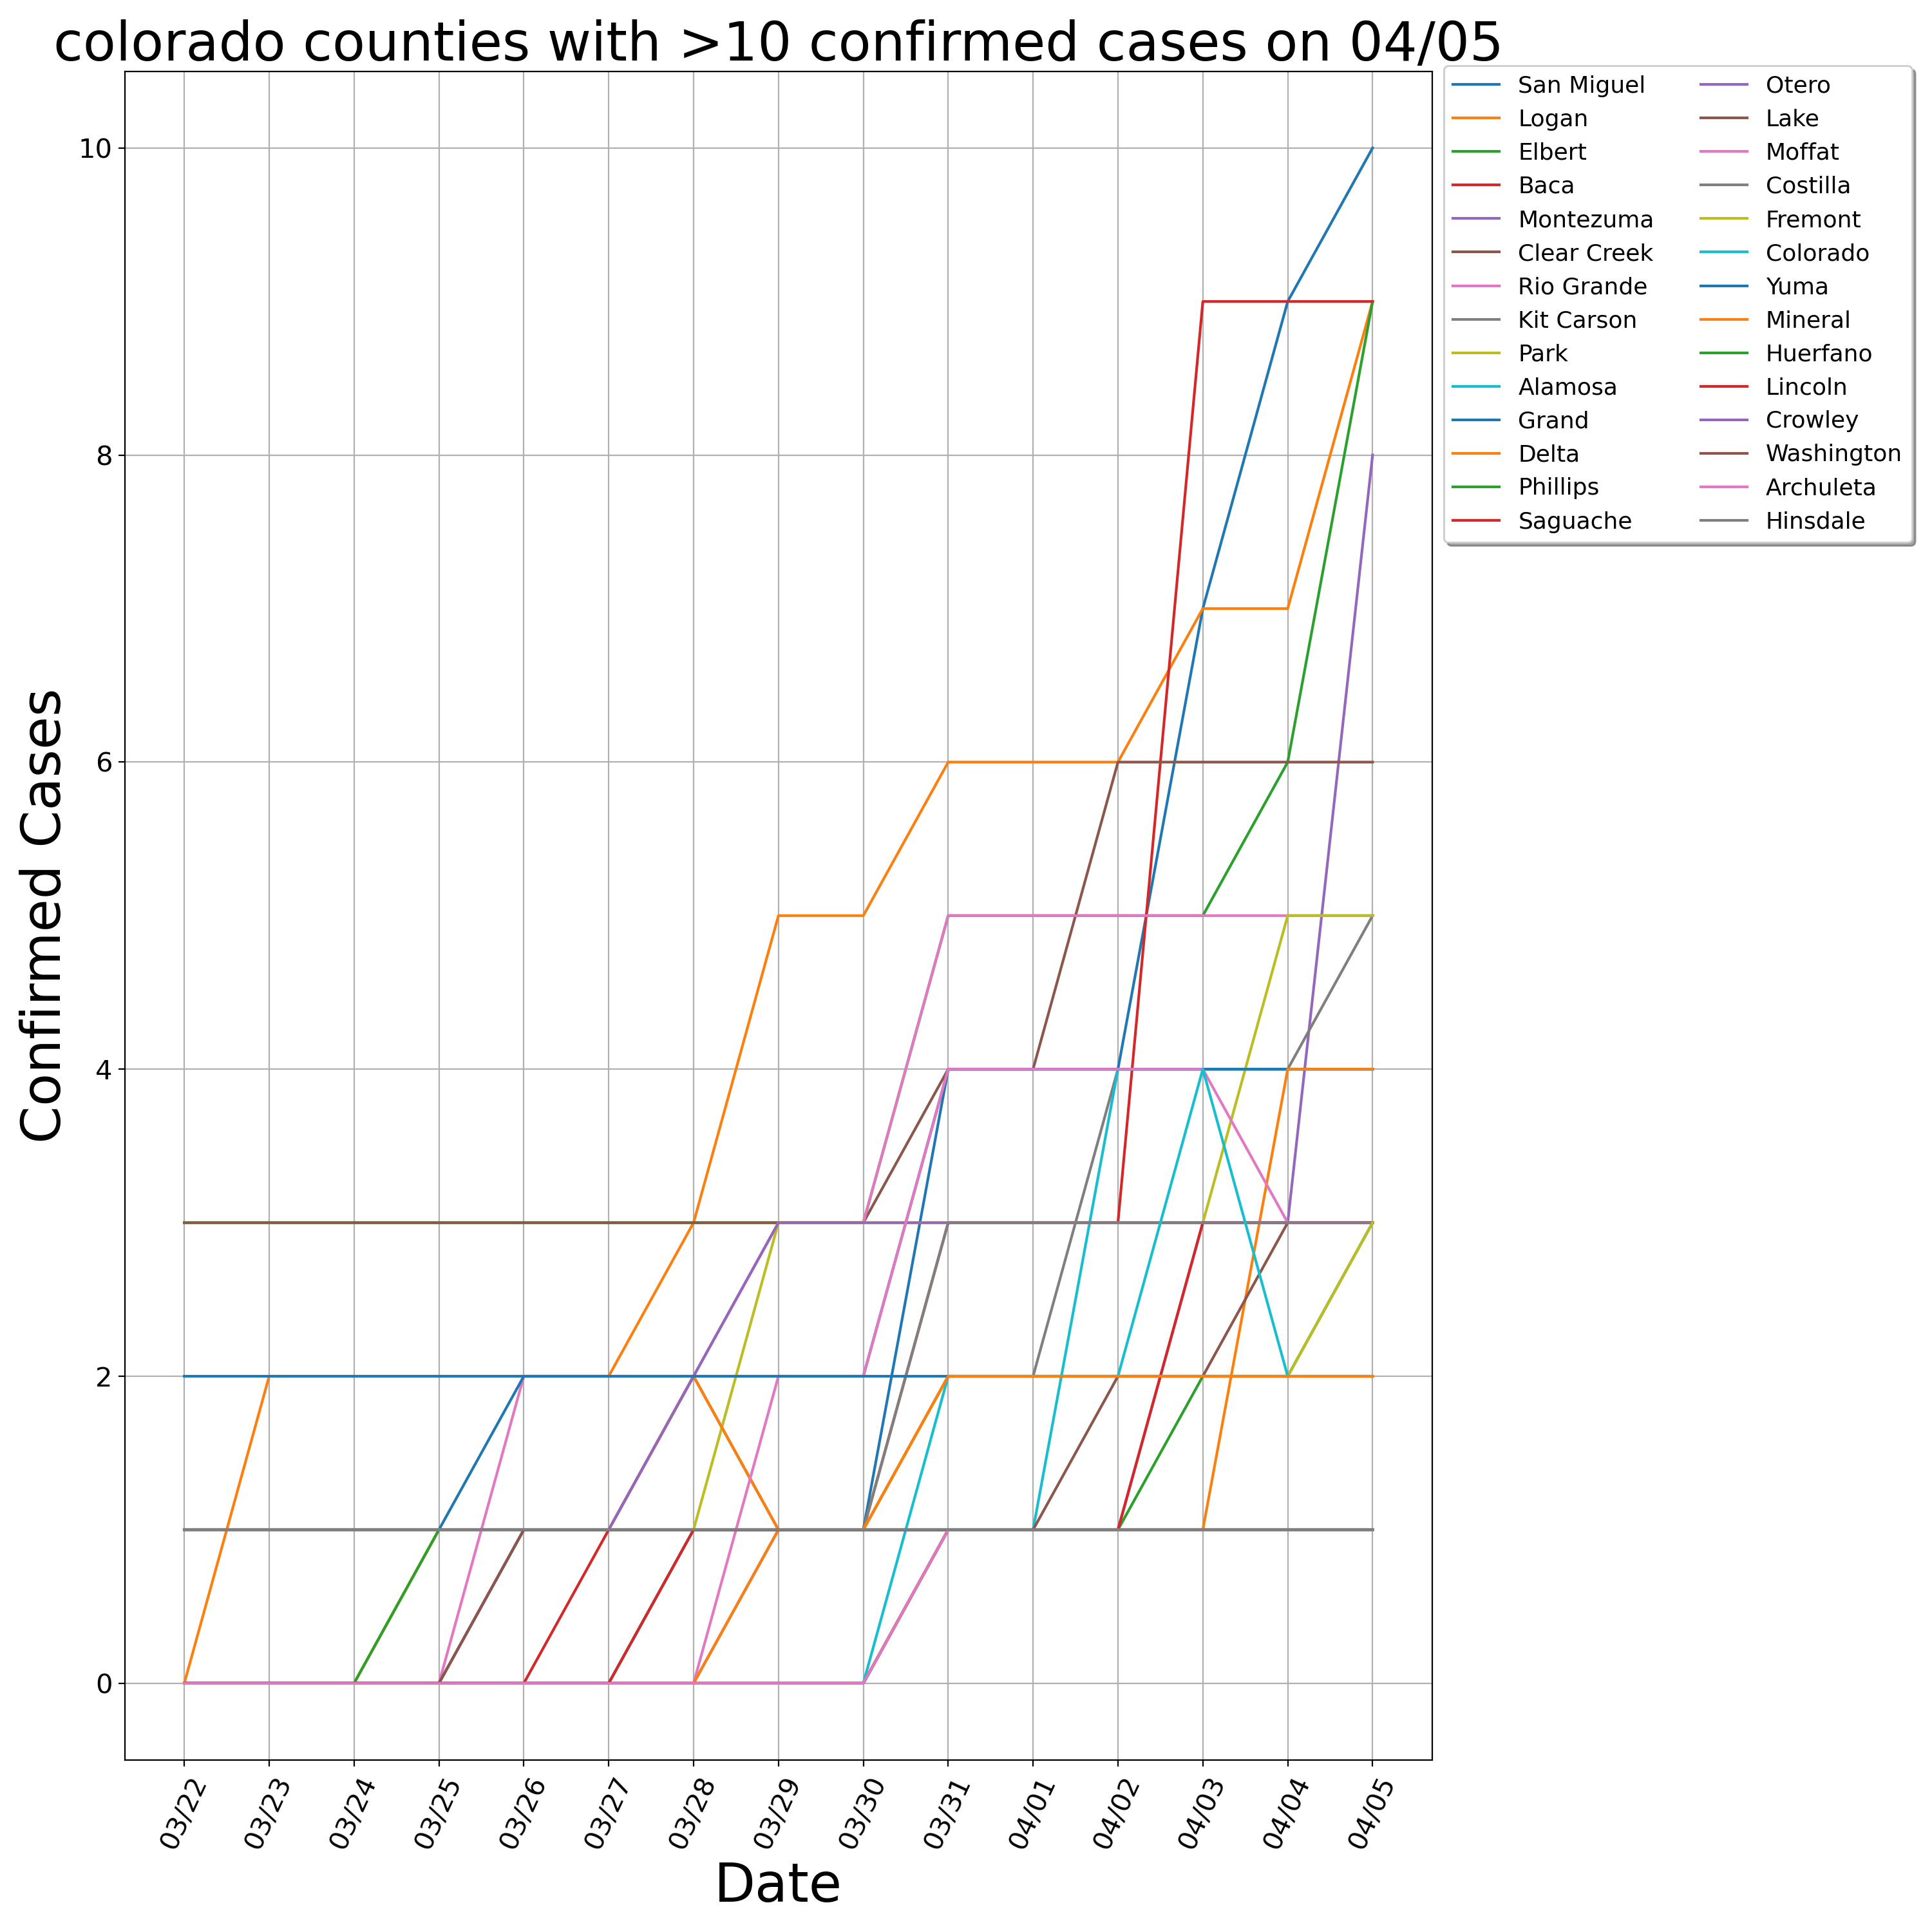 colorado counties with >10 confirmed cases on 04/05
San Miguel
Logan
Elbert
Baca
Montezuma
Clear Creek
Rio Grande
Kit Carson
Park
Alamosa
Grand
Delta
Phillips
Saguache
Otero
Lake
Moffat
Costilla
Fremont
Colorado
Yuma
Mineral
Huerfano
Lincoln
Crowley
Washington
Archuleta
Hinsdale
Confirmed Cases
10
8
6
4
2
0
03/22
03/23
03/24
03/25
03/26
03/27
03/28
03/29
03/30
03/31
04/01
04/02
04/03
04/04
04/05
Date